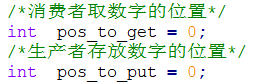 /*消费者取数字的位置*/
int  pos_to_get = 0;
/*生产者存放数字的位置*/
int  pos_to_put = 0;